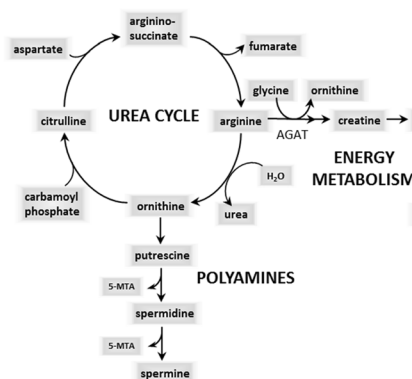 arginino-
succinate
aspartate
fumarate
glycine
ornithine
citrulline
UREA CYCLE
arginine
creatine
AGAT
ENERGY
METABOLISM
H₂O
carbamoyl
phosphate
ornithine
urea
putrescine
POLYAMINES
5-MTA
spermidine
5-MTA
spermine